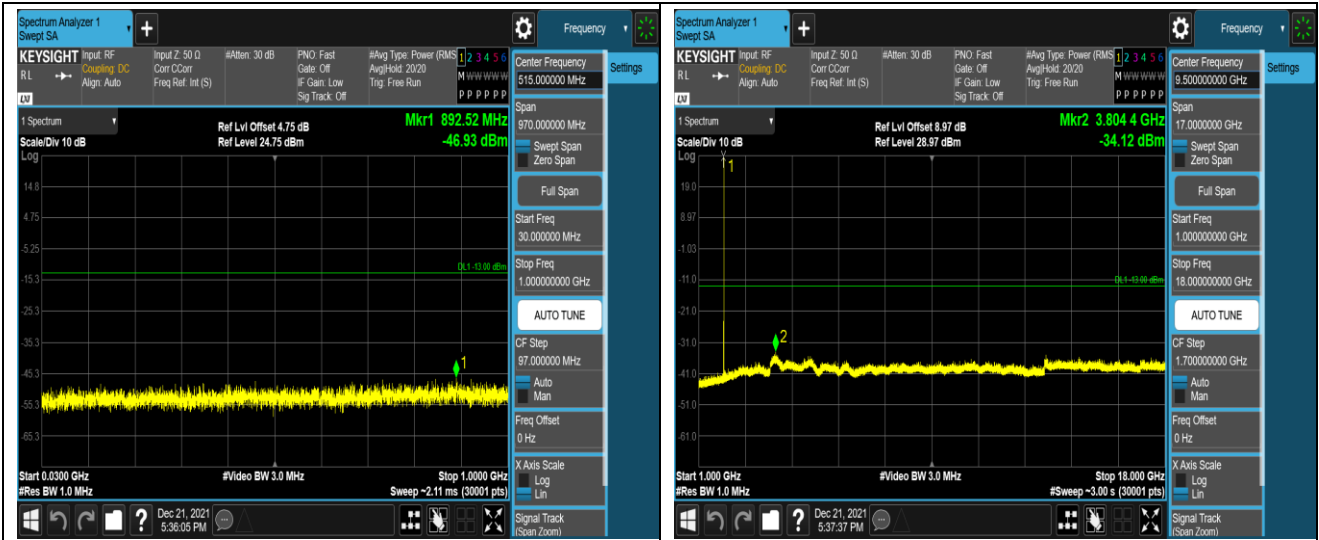 Spectrum Analyzer 1
Swept SA
Frequency
KEYSIGHT
RL
Input: RF
Coupling: DC
Align: Auto
Input Z: 50 Ω
Corr CCorr
Freq Ref: Int (S)
#Atten: 30 dB
PNO: Fast
Gate: Off
IF Gain: Low
Sig Track: Off
#Avg Type: Power (RMS
Avg|Hold: 20/20
Trig: Free Run
1 2 3 4 5 6
M W W W W W
P P P P P P
1 Spectrum
Scale/Div 10 dB
Log
Ref Lvl Offset 4.75 dB
Ref Level 24.75 dBm
Mkr1 892.52 MHz
-46.93 dBm
14.8
4.75
-5.25
DL1 -13.00 dBm
-15.3
-25.3
-35.3
1
-45.3
-55.3
-65.3
Start 0.0300 GHz
#Res BW 1.0 MHz
#Video BW 3.0 MHz
Stop 1.0000 GHz
Sweep ~2.11 ms (30001 pts)
Dec 21, 2021
5:36:05 PM
Center Frequency
515.000000 MHz
Settings
Span
970.000000 MHz
Swept Span
Zero Span
Full Span
Start Freq
30.000000 MHz
Stop Freq
1.000000000 GHz
AUTO TUNE
CF Step
97.000000 MHz
Auto
Man
Freq Offset
0 Hz
X Axis Scale
Log
Lin
Signal Track
(Span Zoom)
Spectrum Analyzer 1
Swept SA
Frequency
KEYSIGHT
RL
Input: RF
Coupling: DC
Align: Auto
Input Z: 50 Ω
Corr CCorr
Freq Ref: Int (S)
#Atten: 30 dB
PNO: Fast
Gate: Off
IF Gain: Low
Sig Track: Off
#Avg Type: Power (RMS
Avg|Hold: 20/20
Trig: Free Run
1 2 3 4 5 6
M W W W W W
P P P P P P
1 Spectrum
Scale/Div 10 dB
Log
Ref Lvl Offset 8.97 dB
Ref Level 28.97 dBm
Mkr2 3.804 4 GHz
-34.12 dBm
1
19.0
8.97
-1.03
-11.0
DL1 -13.00 dBm
-21.0
-31.0
2
-41.0
-51.0
-61.0
Start 1.000 GHz
#Res BW 1.0 MHz
#Video BW 3.0 MHz
Stop 18.000 GHz
#Sweep ~3.00 s (30001 pts)
Dec 21, 2021
5:37:37 PM
Center Frequency
9.500000000 GHz
Settings
Span
17.0000000 GHz
Swept Span
Zero Span
Full Span
Start Freq
1.000000000 GHz
Stop Freq
18.000000000 GHz
AUTO TUNE
CF Step
1.700000000 GHz
Auto
Man
Freq Offset
0 Hz
X Axis Scale
Log
Lin
Signal Track
(Span Zoom)